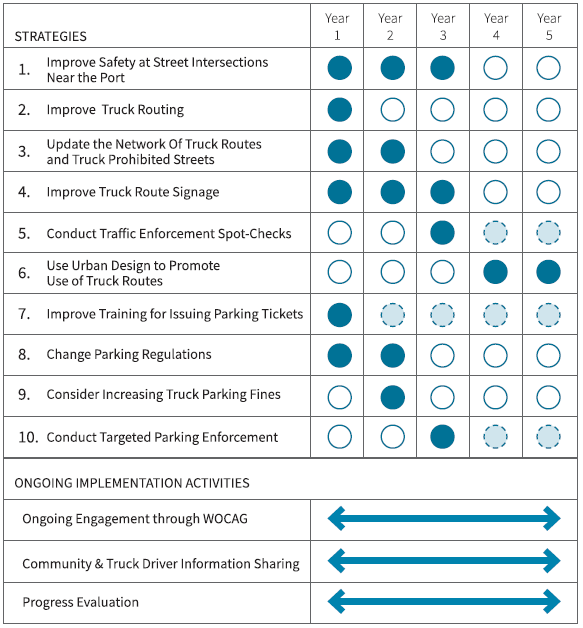 STRATEGIES
Year 1
Year 2
Year 3
Year 4
Year 5
1. Improve Safety at Street Intersections
Near the Port
2. Improve Truck Routing
3. Update the Network Of Truck Routes
and Truck Prohibited Streets
4. Improve Truck Route Signage
5. Conduct Traffic Enforcement Spot-Checks
6. Use Urban Design to Promote
Use of Truck Routes
7. Improve Training for Issuing Parking Tickets
8. Change Parking Regulations
9. Consider Increasing Truck Parking Fines
10. Conduct Targeted Parking Enforcement
ONGOING IMPLEMENTATION ACTIVITIES
Ongoing Engagement through WOCAG
Community & Truck Driver Information Sharing
Progress Evaluation